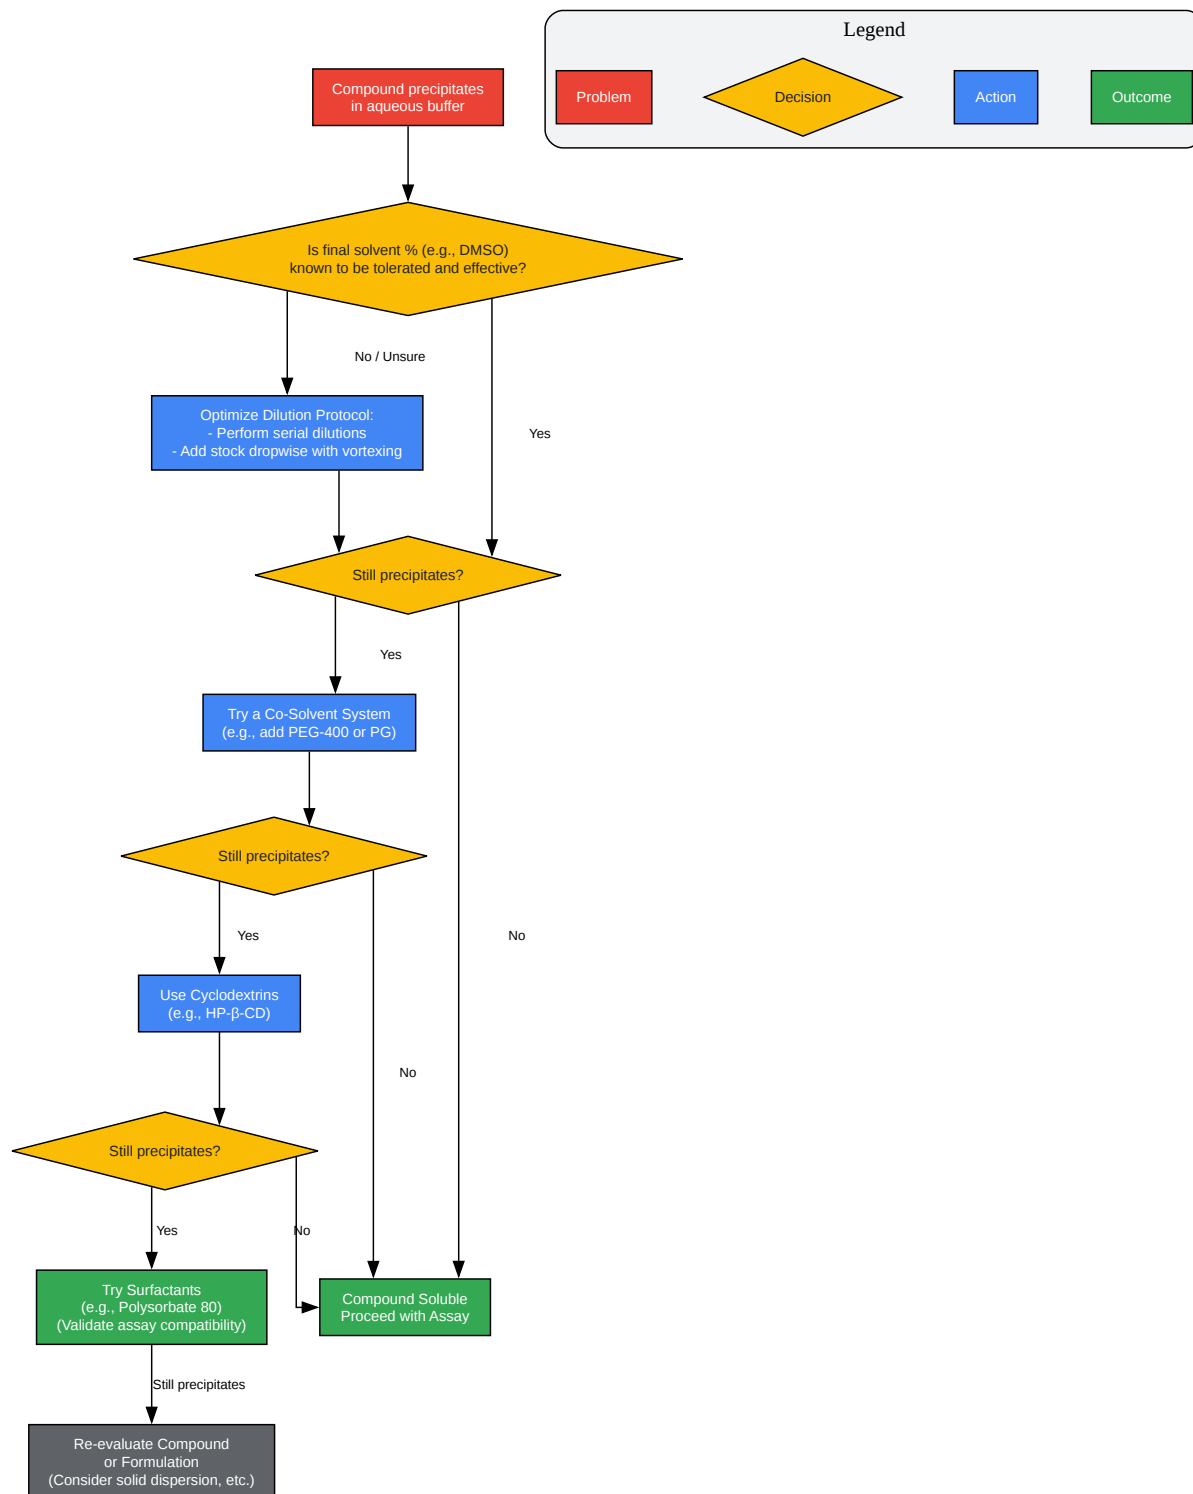 Legend
Problem
Decision
Action
Outcome
Compound precipitates
in aqueous buffer
Is final solvent % (e.g., DMSO)
known to be tolerated and effective?
No / Unsure
Yes
Optimize Dilution Protocol:
- Perform serial dilutions
- Add stock dropwise with vortexing
Still precipitates?
Yes
No
Try a Co-Solvent System
(e.g., add PEG-400 or PG)
Still precipitates?
Yes
No
Use Cyclodextrins
(e.g., HP-β-CD)
Still precipitates?
Yes
No
Try Surfactants
(e.g., Polysorbate 80)
(Validate assay compatibility)
Compound Soluble
Proceed with Assay
Still precipitates
Re-evaluate Compound
or Formulation
(Consider solid dispersion, etc.)